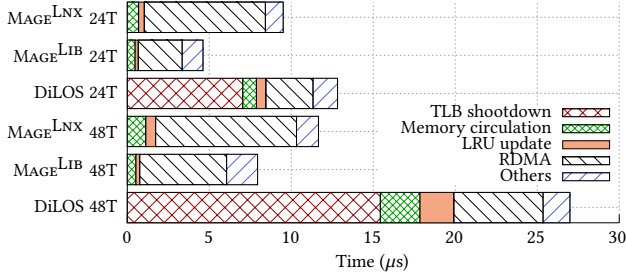 MAGE^LNX 24T
MAGE^LIB 24T
DiLOS 24T
MAGE^LNX 48T
MAGE^LIB 48T
DiLOS 48T
TLB shootdown
Memory circulation
LRU update
RDMA
Others
0 5 10 15 20 25 30
Time (μs)